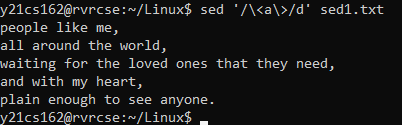 y21cs162@rvrcse:~/Linux$ sed '/\<a\>/d' sed1.txt
people like me,
all around the world,
waiting for the loved ones that they need,
and with my heart,
plain enough to see anyone.
y21cs162@rvrcse:~/Linux$